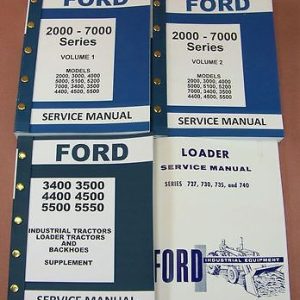 FORD
2000 - 7000
Series
VOLUME 1
MODELS
2000, 3000, 4000
5000, 5100, 5200
7000, 3400, 3500
4400, 4500, 5500
SERVICE MANUAL
FORD
2000 - 7000
Series
VOLUME 2
MODELS
2000, 3000, 4000
5000, 5100, 5200
7000, 3400, 3500
4400, 4500, 5500
SERVICE MANUAL
FORD
3400 3500
4400 4500
5500 5550
INDUSTRIAL TRACTORS
LOADER TRACTORS
AND
BACKHOES
SUPPLEMENT
SERVICE MANUAL
LOADER
SERVICE MANUAL
SERIES 727, 730, 735, and 740
FORD
INDUSTRIAL EQUIPMENT